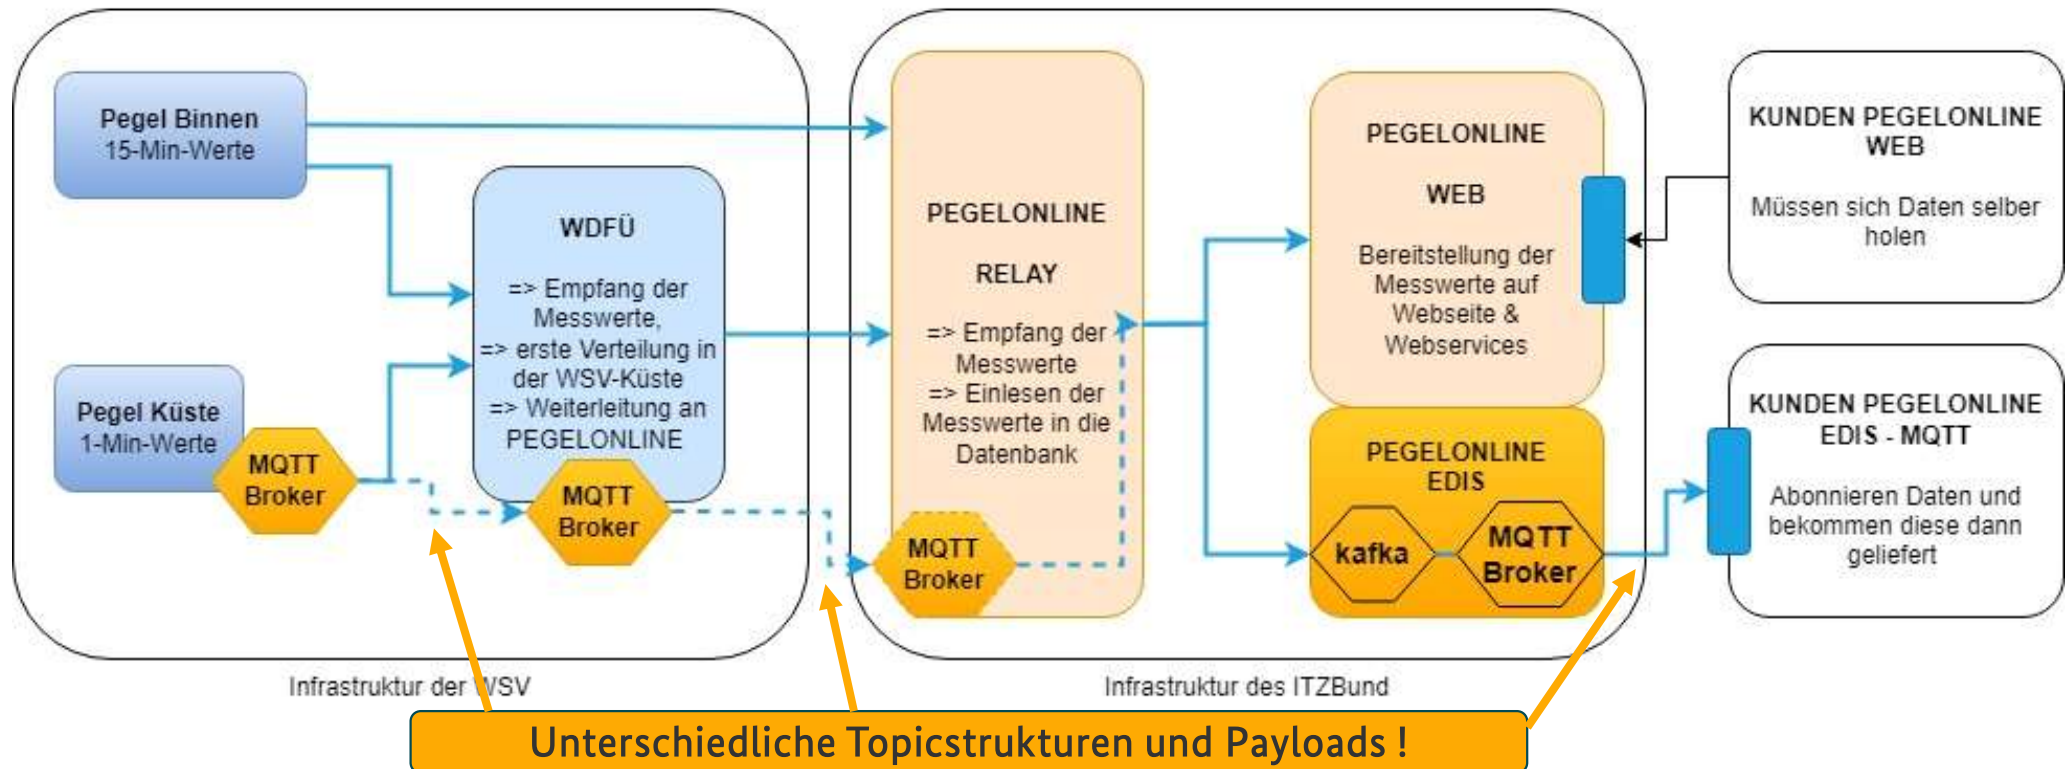 Pegel Binnen
15-Min-Werte
Pegel Küste
1-Min-Werte
MQTT
Broker
WDFÜ
=> Empfang der
Messwerte,
=> erste Verteilung in
der WSV-Küste
=> Weiterleitung an
PEGELONLINE
MQTT
Broker
Infrastruktur der WSV
PEGELONLINE
RELAY
=> Empfang der
Messwerte
=> Einlesen der
Messwerte in die
Datenbank
MQTT
Broker
PEGELONLINE
WEB
Bereitstellung der
Messwerte auf
Webseite &
Webservices
PEGELONLINE
EDIS
kafka
MQTT
Broker
Infrastruktur des ITZBund
KUNDEN PEGELONLINE
WEB
Müssen sich Daten selber
holen
KUNDEN PEGELONLINE
EDIS - MQTT
Abonnieren Daten und
bekommen diese dann
geliefert
Unterschiedliche Topicstrukturen und Payloads !